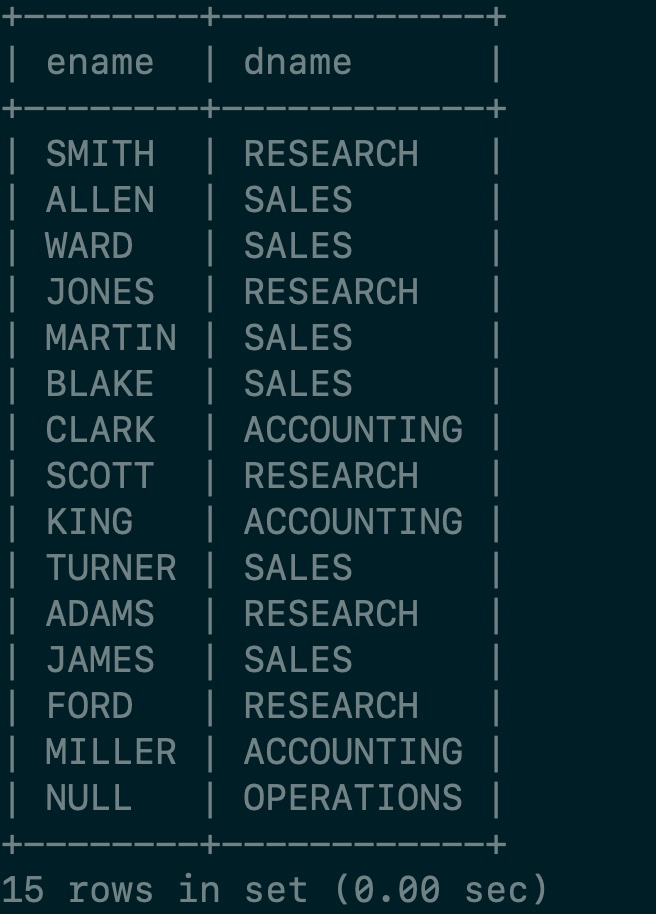 +--------+------------+
| ename  | dname      |
+--------+------------+
| SMITH  | RESEARCH   |
| ALLEN  | SALES      |
| WARD   | SALES      |
| JONES  | RESEARCH   |
| MARTIN | SALES      |
| BLAKE  | SALES      |
| CLARK  | ACCOUNTING |
| SCOTT  | RESEARCH   |
| KING   | ACCOUNTING |
| TURNER | SALES      |
| ADAMS  | RESEARCH   |
| JAMES  | SALES      |
| FORD   | RESEARCH   |
| MILLER | ACCOUNTING |
| NULL   | OPERATIONS |
+--------+------------+
15 rows in set (0.00 sec)